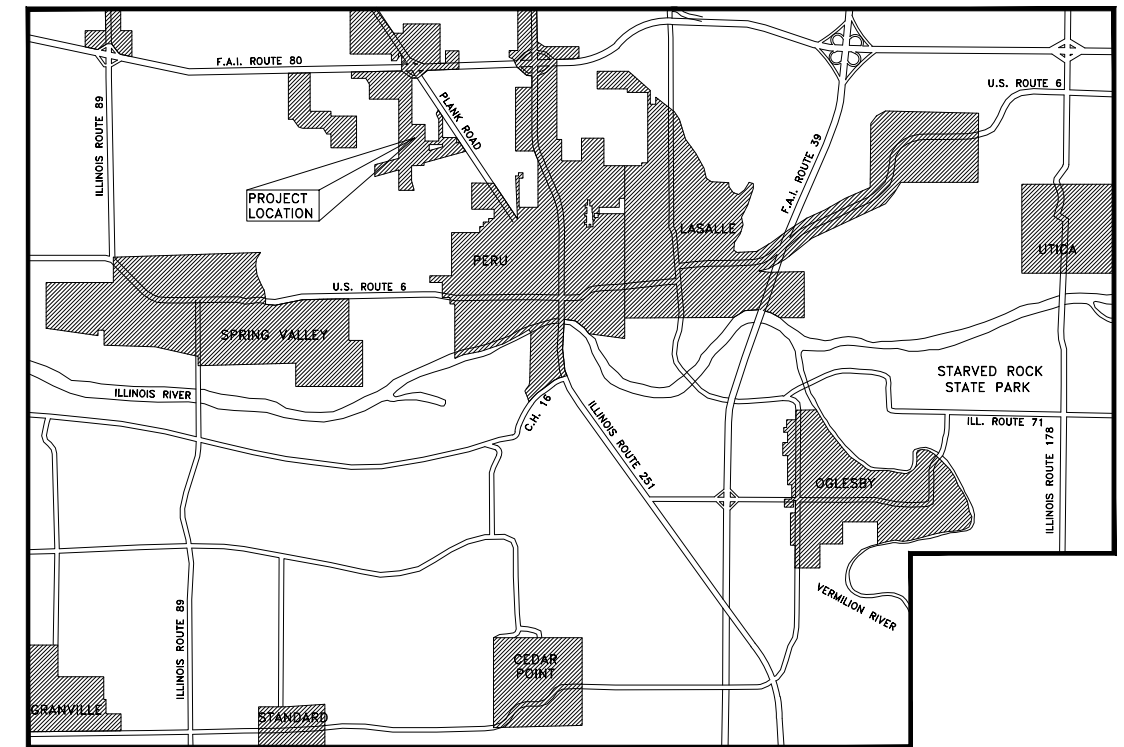 F.A.I. ROUTE 80
U.S. ROUTE 6
PLANK ROAD
ILLINOIS ROUTE 89
F.A.I. ROUTE 39
PROJECT
LOCATION
LASALLE
UTICA
PERU
U.S. ROUTE 6
SPRING VALLEY
STARVED ROCK
STATE PARK
ILLINOIS RIVER
C.H. 16
ILLINOIS ROUTE 251
ILL. ROUTE 71
ILLINOIS ROUTE 178
OGLESBY
VERMILION RIVER
ILLINOIS ROUTE 89
CEDAR
POINT
GRANVILLE
STANDARD